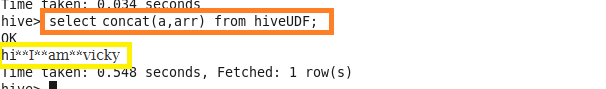 Time taken: 0.034 seconds
hive> select concat(a,arr) from hiveUDF;
OK
hi**I**am**vicky
Time taken: 0.548 seconds, Fetched: 1 row(s)
hive>